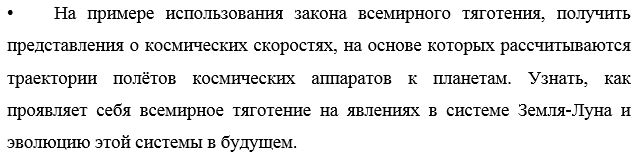 • На примере использования закона всемирного тяготения, получить
представления о космических скоростях, на основе которых рассчитываются
траектории полётов космических аппаратов к планетам. Узнать, как
проявляет себя всемирное тяготение на явлениях в системе Земля-Луна и
эволюцию этой системы в будущем.